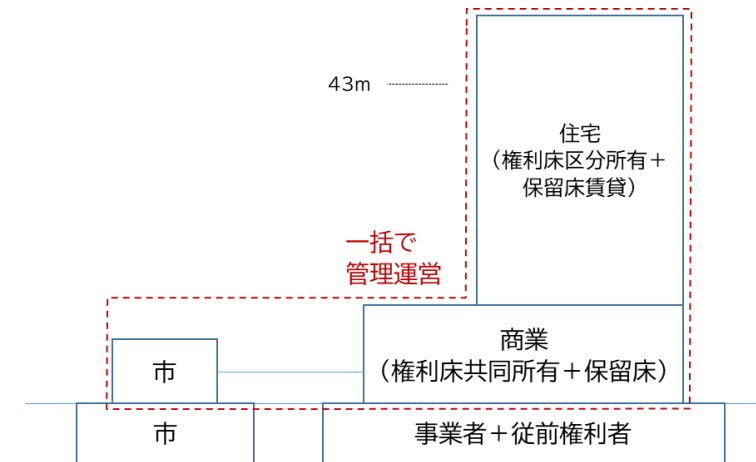 43m
住宅
（権利床区分所有＋
保留床賃貸）
一括で
管理運営
商業
（権利床共同所有＋保留床）
市
市
事業者＋従前権利者